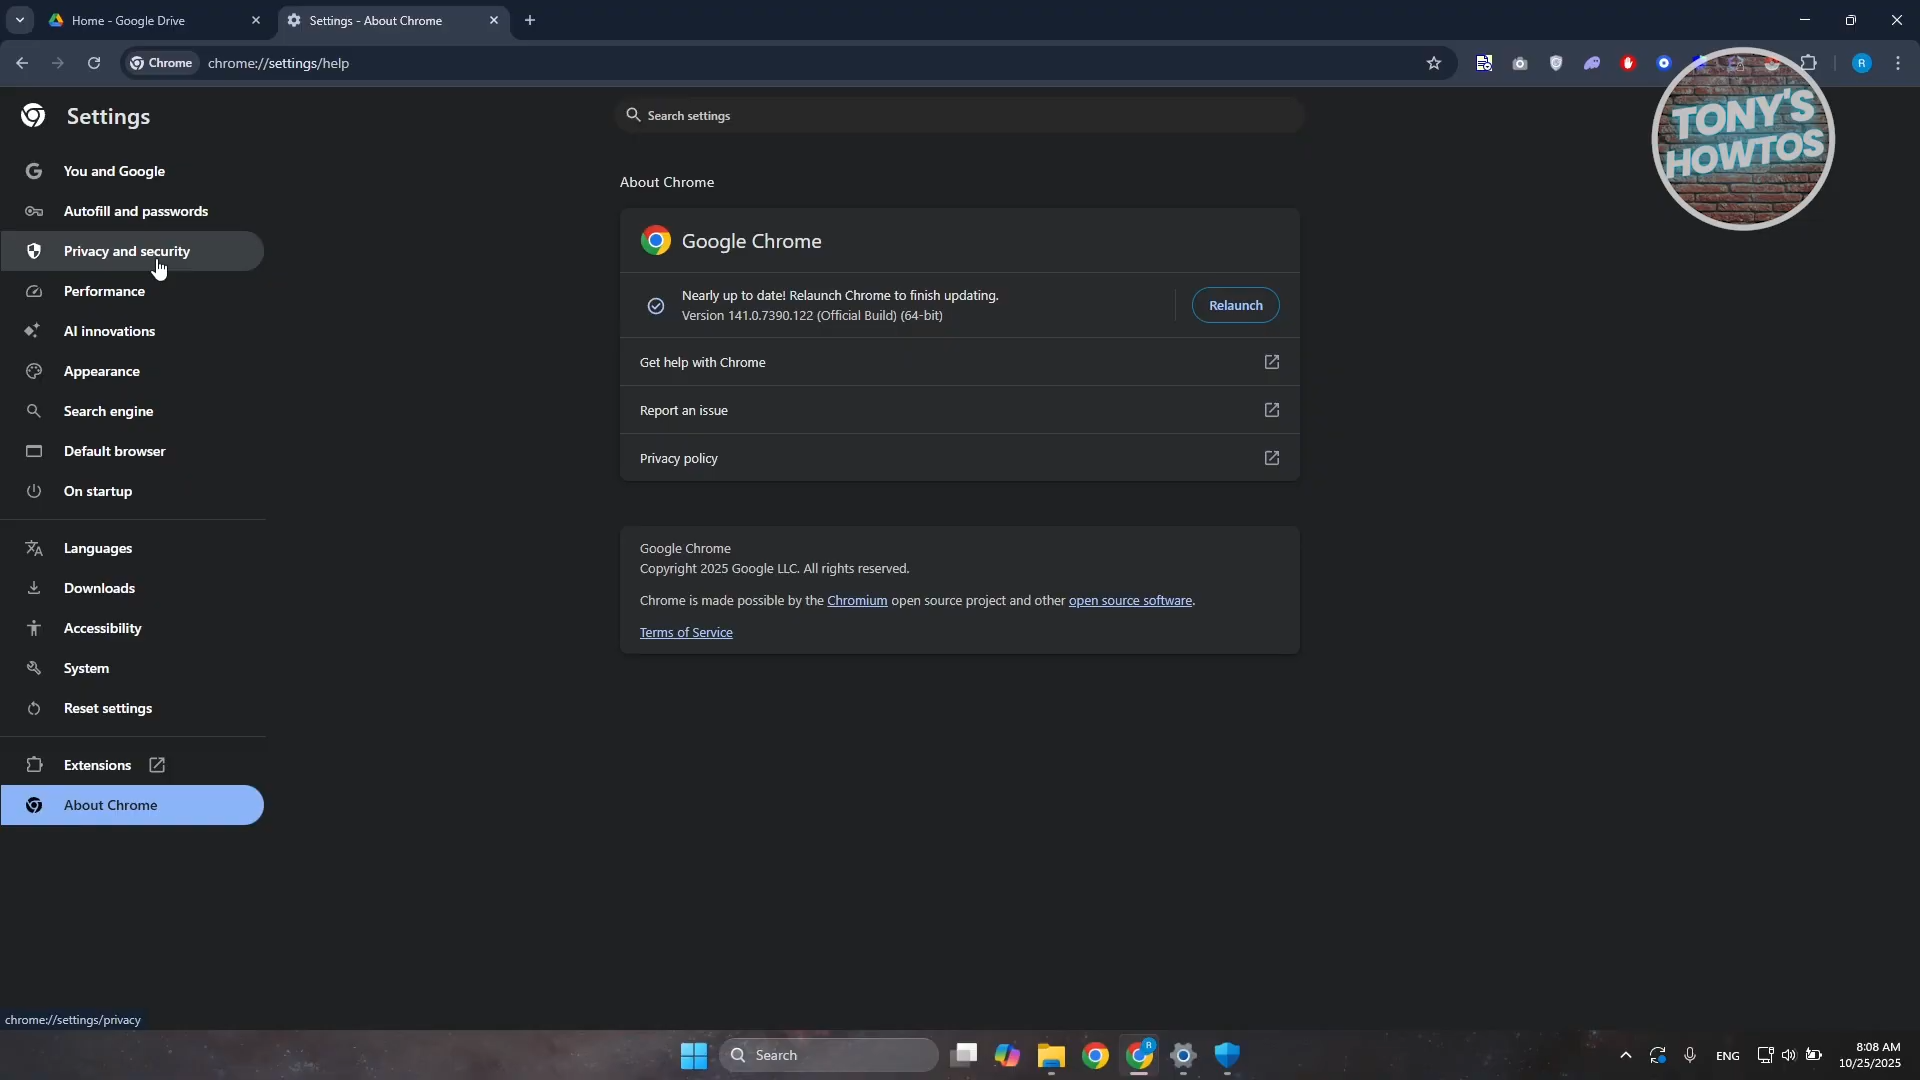 Home - Google Drive
Settings - About Chrome
Chrome
chrome://settings/help
R
TONY'S
HOWTOS
Settings
Search settings
You and Google
Autofill and passwords
Privacy and security
Performance
AI innovations
Appearance
Search engine
Default browser
On startup
Languages
Downloads
Accessibility
System
Reset settings
Extensions
About Chrome
About Chrome
Google Chrome
Nearly up to date! Relaunch Chrome to finish updating.
Version 141.0.7390.122 (Official Build) (64-bit)
Relaunch
Get help with Chrome
Report an issue
Privacy policy
Google Chrome
Copyright 2025 Google LLC. All rights reserved.
Chrome is made possible by the Chromium open source project and other open source software.
Terms of Service
chrome://settings/privacy
Search
R
ENG
8:08 AM
10/25/2025